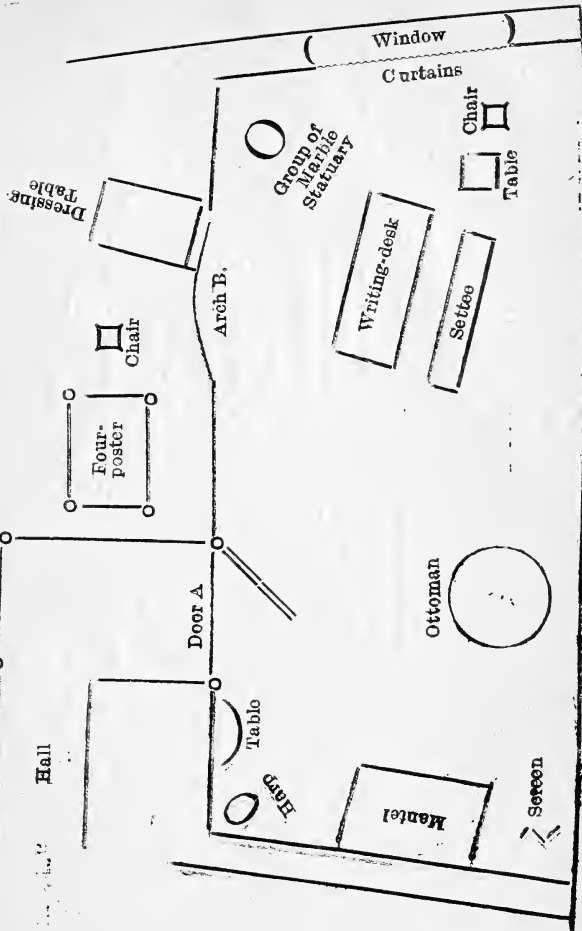 Window
Curtains
Chair
Table
Group of
Marble
Statuary
Writing-desk
Settee
Dressing-
Table
Arch B.
Chair
Four-
poster
Door A
Ottoman
Hall
Table
Harp
Mantel
Screen